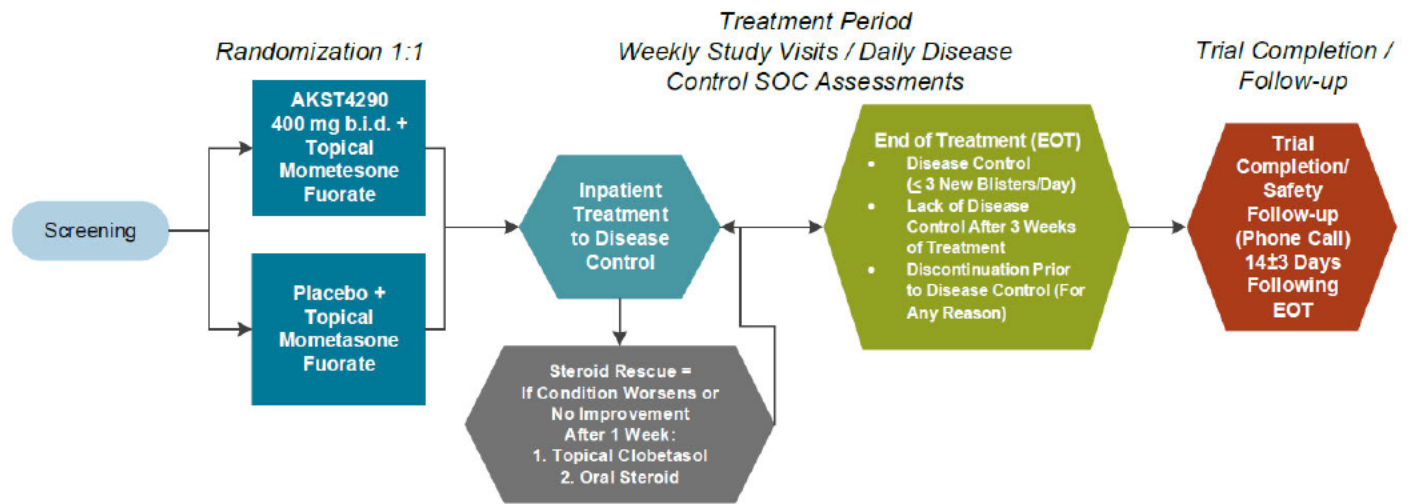 Randomization 1:1
Treatment Period
Weekly Study Visits / Daily Disease
Control SOC Assessments
Trial Completion /
Follow-up
Screening
AKST4290
400 mg b.i.d. +
Topical
Mometesone
Fuorate
Placebo +
Topical
Mometasone
Fuorate
Inpatient
Treatment
to Disease
Control
Steroid Rescue =
If Condition Worsens or
No Improvement
After 1 Week:
1. Topical Clobetasol
2. Oral Steroid
End of Treatment (EOT)
• Disease Control
(≤ 3 New Blisters/Day)
• Lack of Disease
Control After 3 Weeks
of Treatment
• Discontinuation Prior
to Disease Control (For
Any Reason)
Trial
Completion/
Safety
Follow-up
(Phone Call)
14±3 Days
Following
EOT